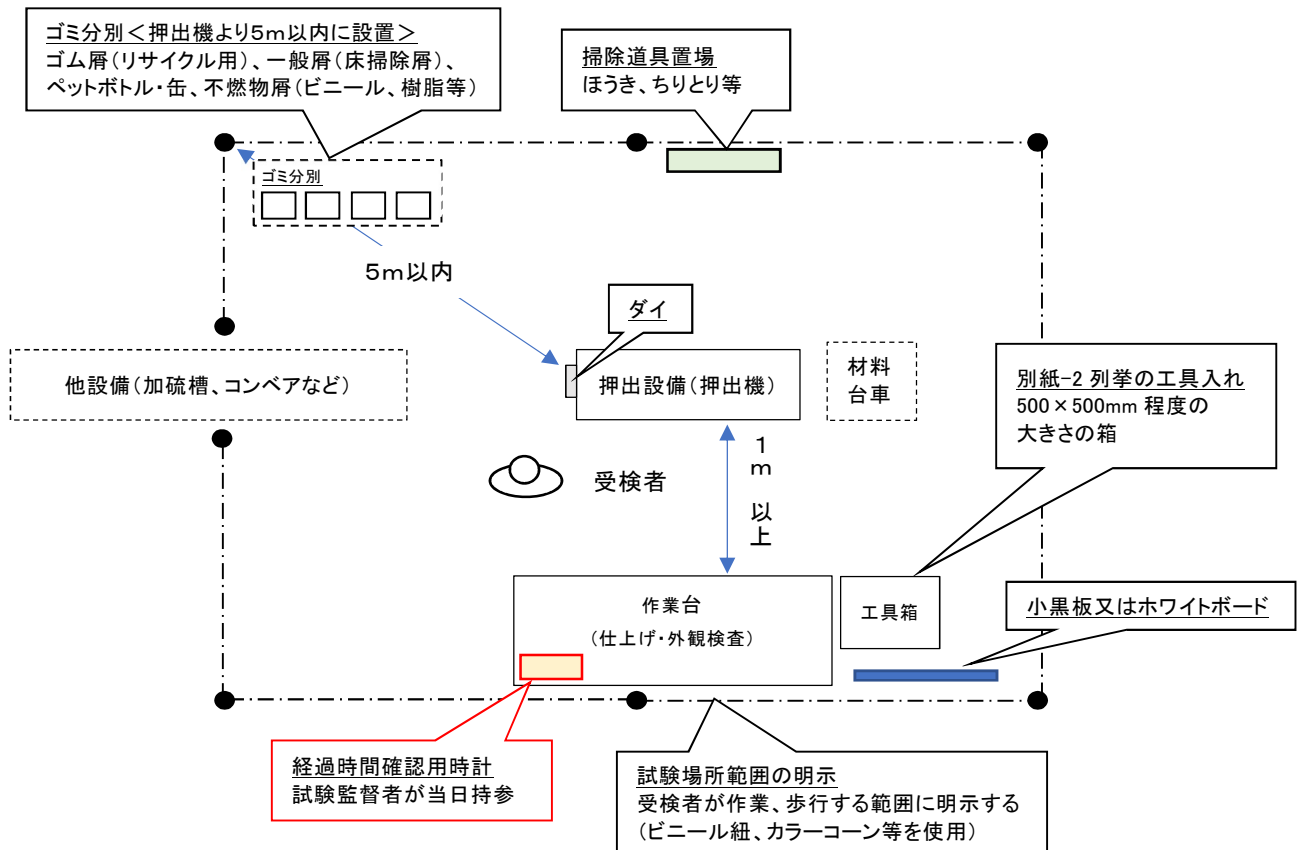 ゴミ分別<押出機より5m以内に設置>
ゴム屑(リサイクル用)、一般屑(床掃除屑)、
ペットボトル・缶、不燃物屑(ビニール、樹脂等)
掃除道具置場
ほうき、ちりとり等
ゴミ分別
5m以内
ダイ
他設備(加硫槽、コンベアなど)
押出設備(押出機)
材料
台車
別紙-2 列挙の工具入れ
500×500mm 程度の
大きさの箱
受検者
1m 以上
作業台
(仕上げ・外観検査)
工具箱
小黒板又はホワイトボード
経過時間確認用時計
試験監督者が当日持参
試験場所範囲の明示
受検者が作業、歩行する範囲に明示する
(ビニール紐、カラーコーン等を使用)